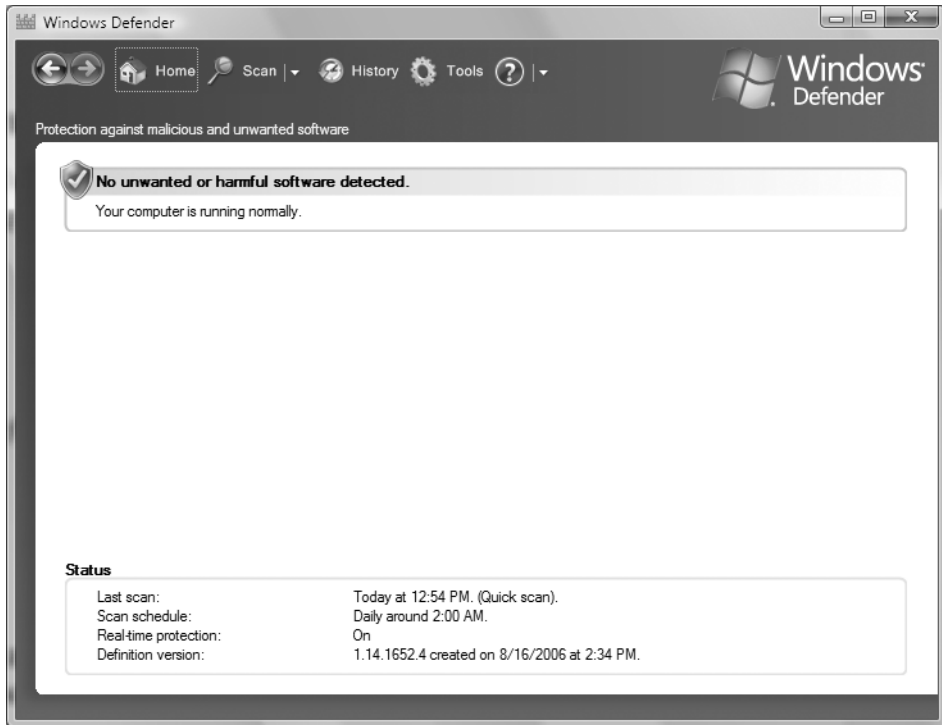 Windows Defender
Home Scan History Tools ?
Windows
Defender
Protection against malicious and unwanted software
No unwanted or harmful software detected.
Your computer is running normally.
Status
Last scan: Today at 12:54 PM. (Quick scan).
Scan schedule: Daily around 2:00 AM.
Real-time protection: On
Definition version: 1.14.1652.4 created on 8/16/2006 at 2:34 PM.